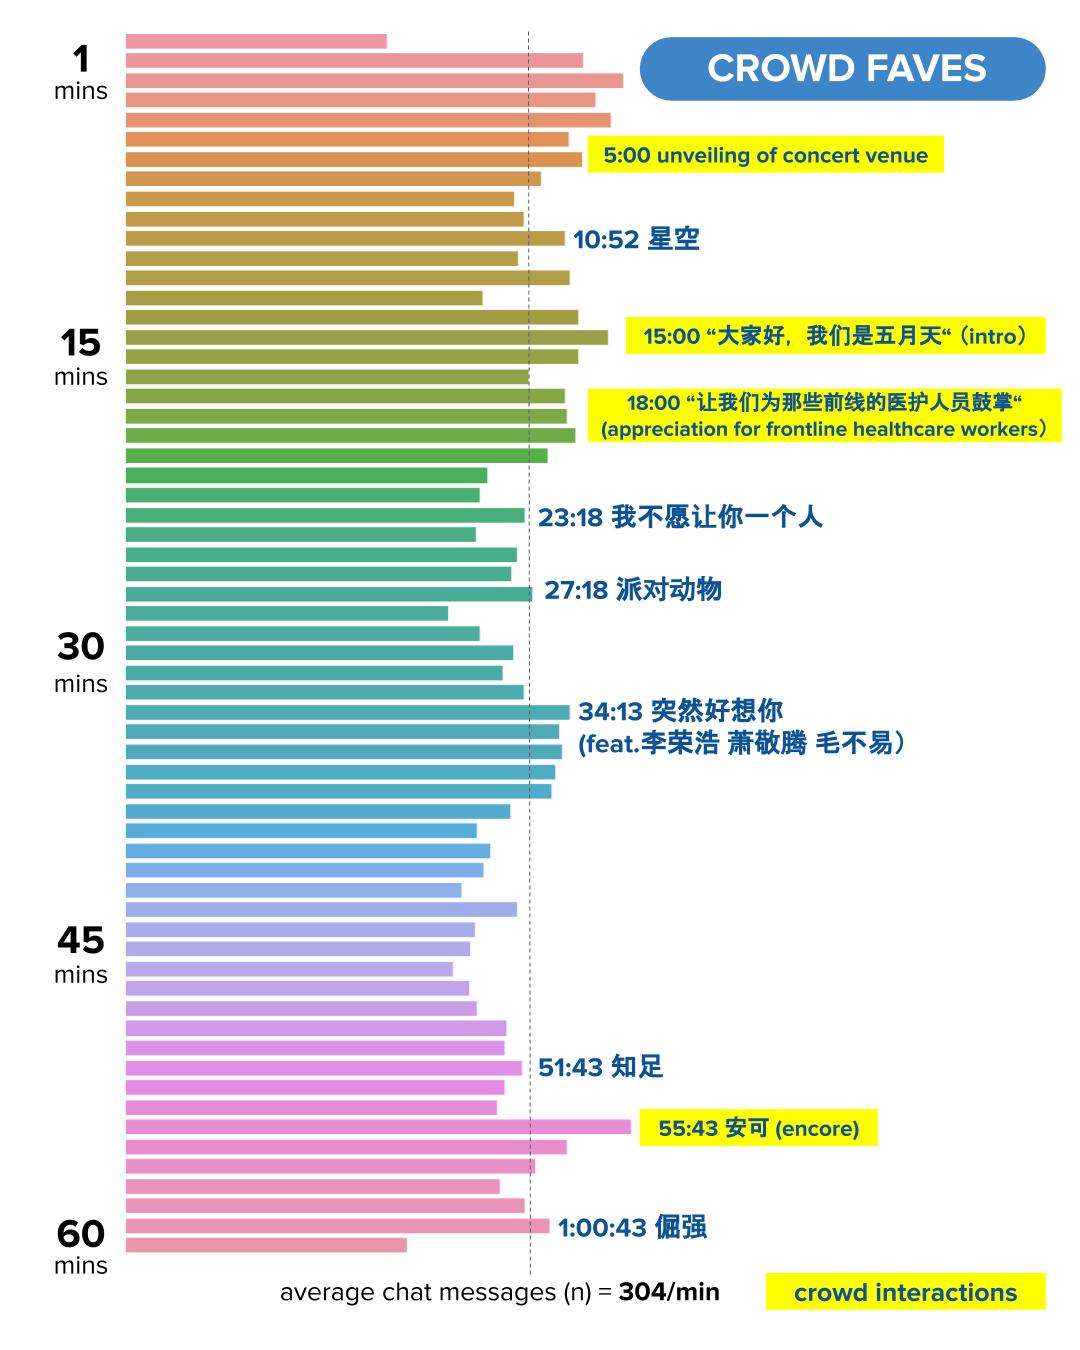 1
mins
CROWD FAVES
5:00 unveiling of concert venue
10:52 星空
15
mins
15:00 “大家好，我们是五月天“（intro）
18:00 “让我们为那些前线的医护人员鼓掌“
(appreciation for frontline healthcare workers）
23:18 我不愿让你一个人
27:18 派对动物
30
mins
34:13 突然好想你
(feat.李荣浩 萧敬腾 毛不易）
45
mins
51:43 知足
55:43 安可 (encore)
60
mins
1:00:43 倔强
average chat messages (n) = 304/min
crowd interactions